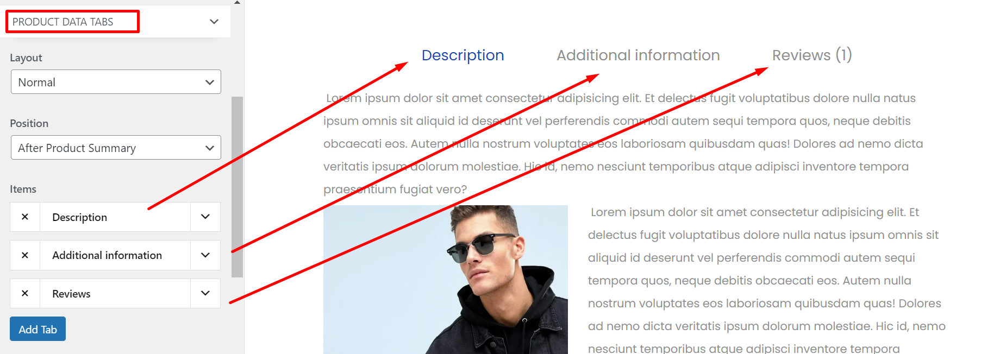 PRODUCT DATA TABS
Layout
Normal
Position
After Product Summary
Items
Description
Additional information
Reviews
Add Tab
Description
Additional information
Reviews (1)
Lorem ipsum dolor sit amet consectetur adipisicing elit. Et delectus fugit voluptatibus dolore nulla natus
ipsum omnis sit aliquid id deserunt vel perferendis commodi autem sequi tempora quos, neque debitis
obcaecati eos. Autem nulla nostrum voluptates eos laboriosam quibusdam quas! Dolores ad nemo dicta
veritatis ipsum dolorum molestiae. Hic id, nemo nesciunt temporibus atque adipisci inventore tempora
praesentium fugiat vero?
Lorem ipsum dolor sit amet consectetur adipisicing elit. Et
delectus fugit voluptatibus dolore nulla natus ipsum omnis sit
aliquid id deserunt vel perferendis commodi autem sequi
tempora quos, neque debitis obcaecati eos. Autem nulla
nostrum voluptates eos laboriosam quibusdam quas! Dolores
ad nemo dicta veritatis ipsum dolorum molestiae. Hic id, nemo
nesciunt temporibus atque adipisci inventore tempora